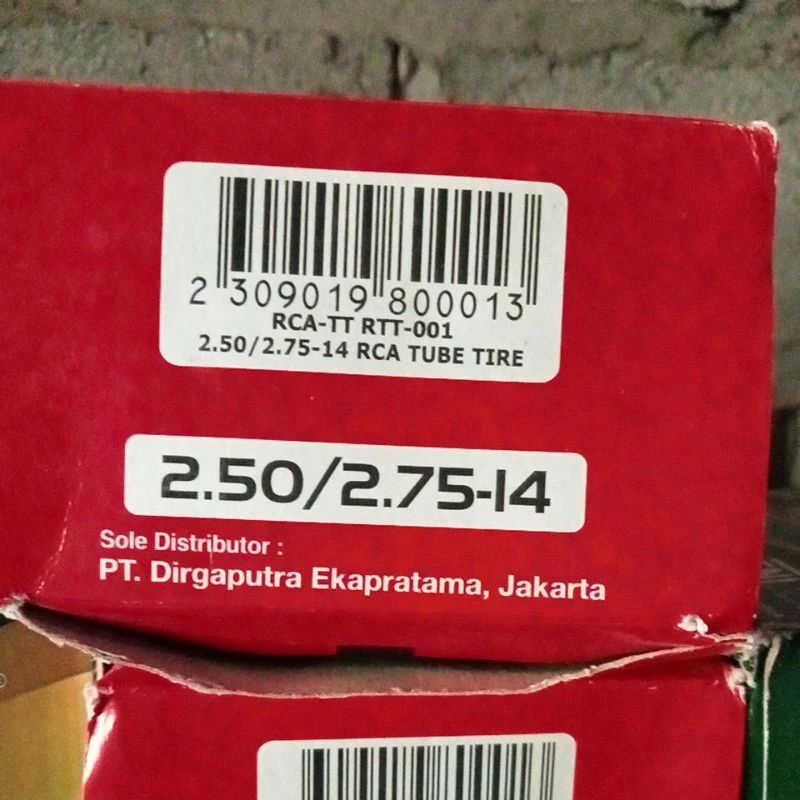 2 309019 800013
RCA-TT RTT-001
2.50/2.75-14 RCA TUBE TIRE
2.50/2.75-14
Sole Distributor :
PT. Dirgaputra Ekapratama, Jakarta